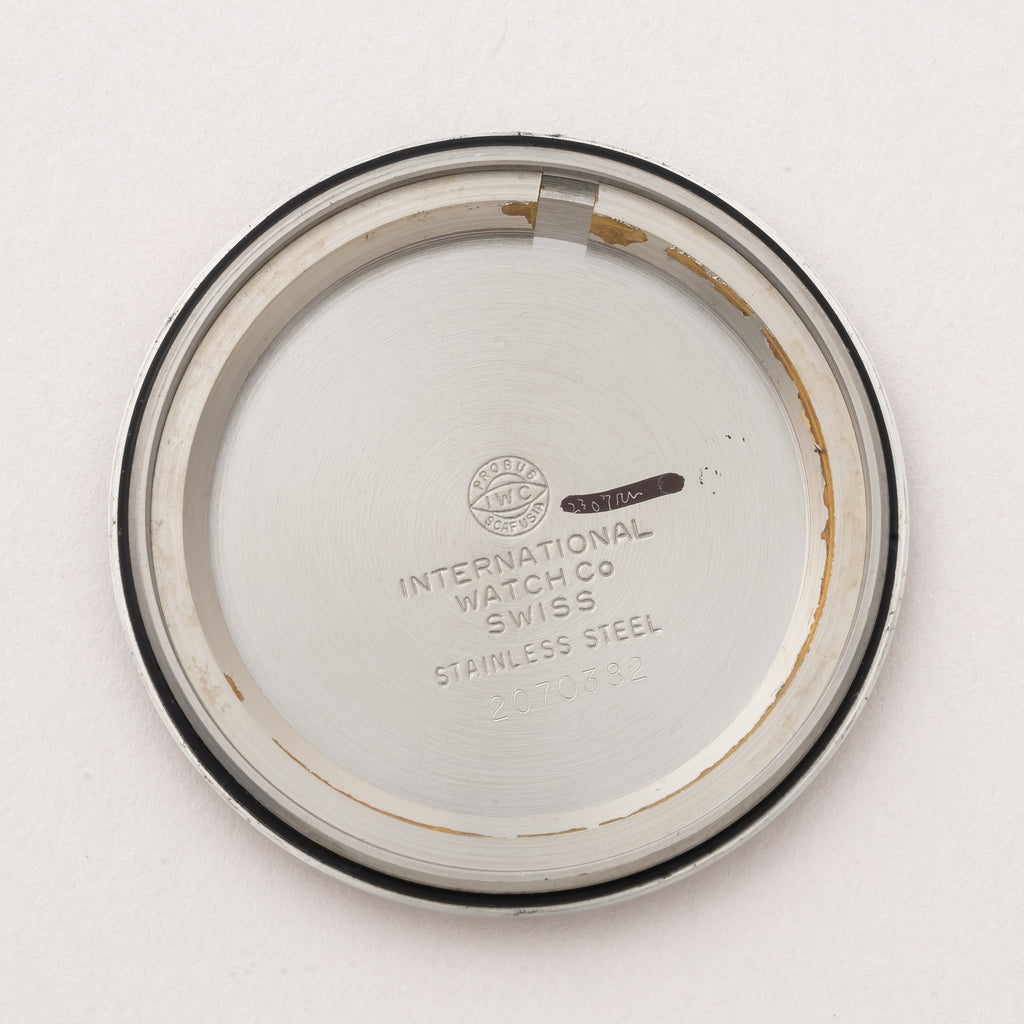 PROBUS
IWC
SCAFUSIA
INTERNATIONAL
WATCH Co
SWISS
STAINLESS STEEL
2070382